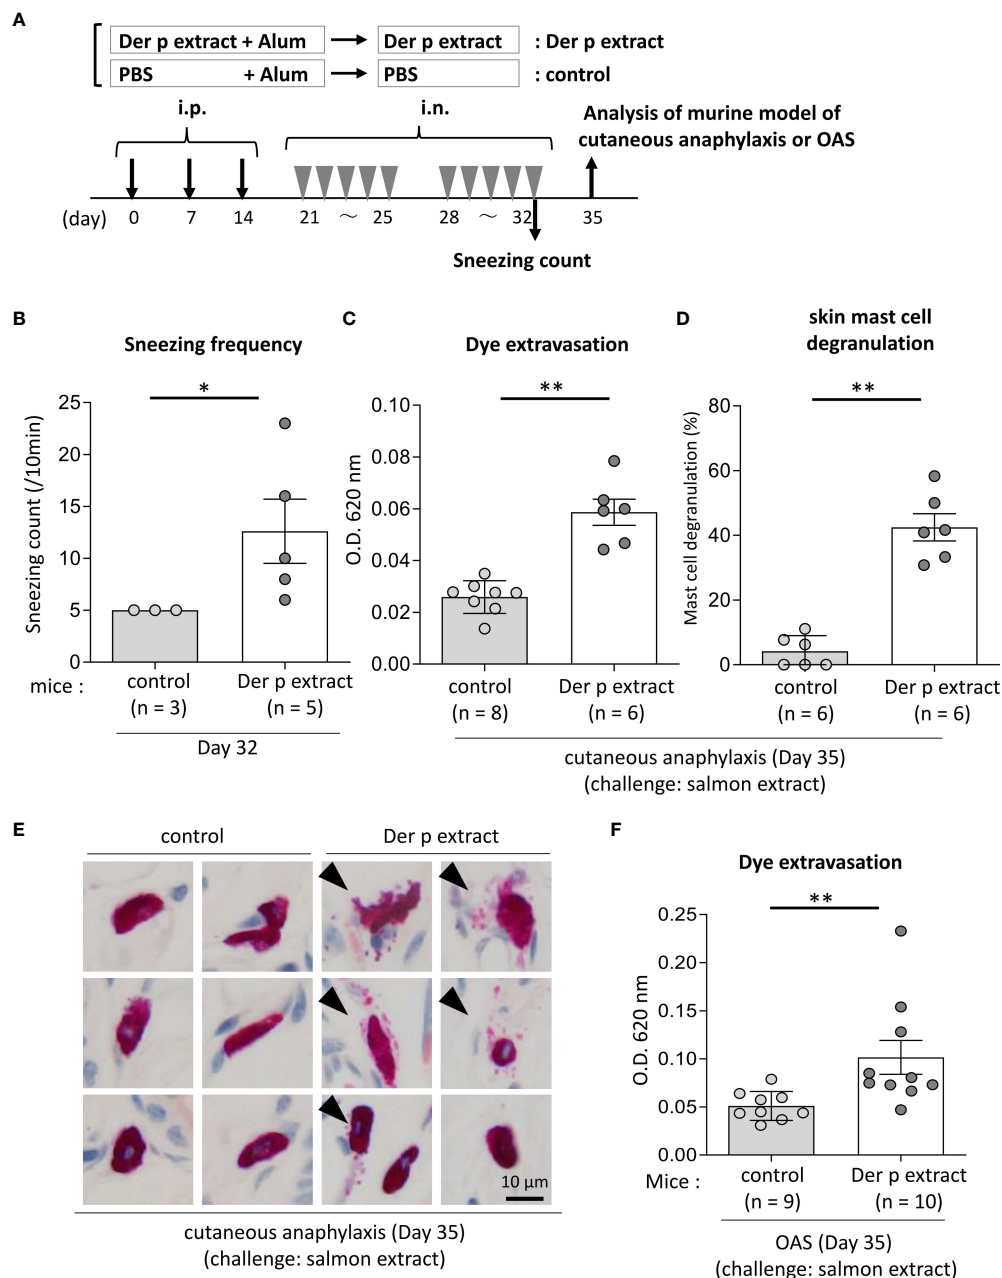 A
Der p extract + Alum Der p extract : Der p extract
PBS + Alum PBS : control
i.p. i.n. Analysis of murine model of
cutaneous anaphylaxis or OAS
(day) 0 7 14 21 ～ 25 28 ～ 32 35
Sneezing count
B
Sneezing frequency
*
Sneezing count (/10min)
25
20
15
10
5
0
mice : control Der p extract
(n = 3) (n = 5)
Day 32
C
Dye extravasation
**
O.D. 620 nm
0.10
0.08
0.06
0.04
0.02
0.00
control Der p extract
(n = 8) (n = 6)
D
skin mast cell
degranulation
**
Mast cell degranulation (%)
80
60
40
20
0
control Der p extract
(n = 6) (n = 6)
cutaneous anaphylaxis (Day 35)
(challenge: salmon extract)
E
control Der p extract
10 µm
cutaneous anaphylaxis (Day 35)
(challenge: salmon extract)
F
Dye extravasation
**
O.D. 620 nm
0.25
0.20
0.15
0.10
0.05
0.00
Mice : control Der p extract
(n = 9) (n = 10)
OAS (Day 35)
(challenge: salmon extract)